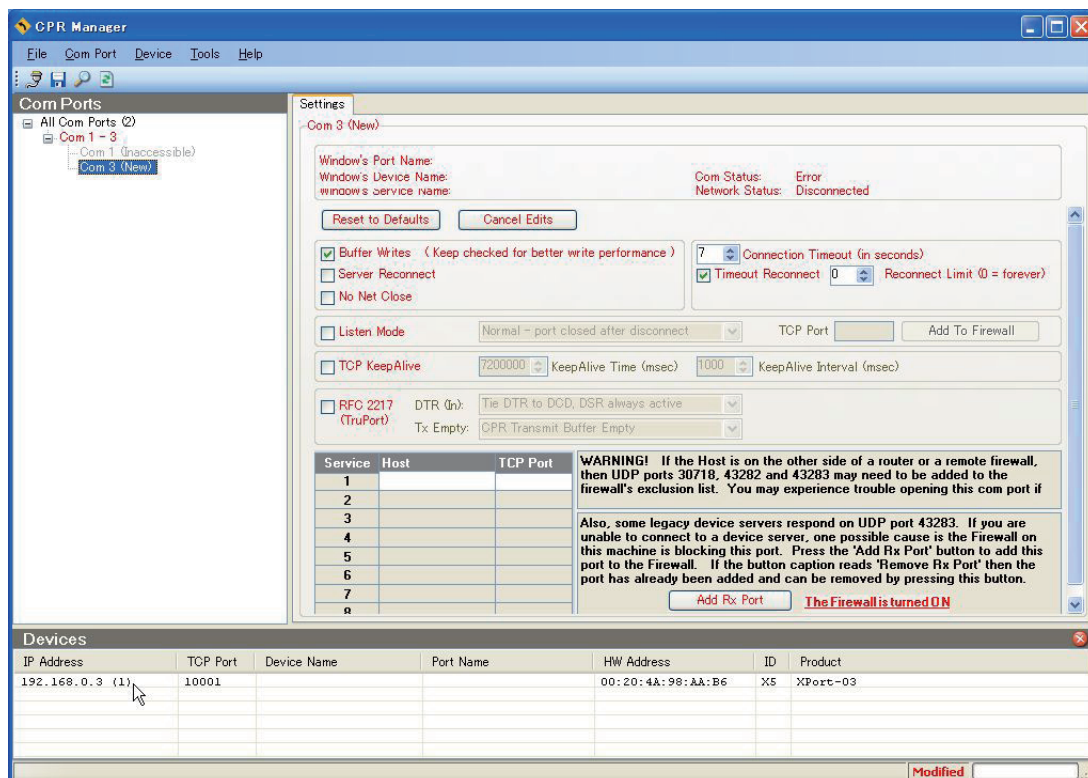 CPR Manager
File Com Port Device Tools Help
Com Ports
All Com Ports (2)
Com 1 - 3
Com 1 (Inaccessible)
Com 3 (New)
Settings
Com 3 (New)
Window's Port Name:
Window's Device Name:
Window's Service Name:
Com Status: Error
Network Status: Disconnected
Reset to Defaults Cancel Edits
Buffer Writes ( Keep checked for better write performance )
Server Reconnect
No Net Close
7 Connection Timeout (in seconds)
Timeout Reconnect 0 Reconnect Limit (0 = forever)
Listen Mode Normal - port closed after disconnect TCP Port Add To Firewall
TCP KeepAlive 7200000 KeepAlive Time (msec) 1000 KeepAlive Interval (msec)
RFC 2217 DTR (In): Tie DTR to DCD, DSR always active
(TruPort) Tx Empty: CPR Transmit Buffer Empty
Service Host TCP Port
1
2
3
4
5
6
7
8
WARNING! If the Host is on the other side of a router or a remote firewall,
then UDP ports 30718, 43282 and 43283 may need to be added to the
firewall's exclusion list. You may experience trouble opening this com port if
Also, some legacy device servers respond on UDP port 43283. If you are
unable to connect to a device server, one possible cause is the Firewall on
this machine is blocking this port. Press the 'Add Rx Port' button to add this
port to the Firewall. If the button caption reads 'Remove Rx Port' then the
port has already been added and can be removed by pressing this button.
Add Rx Port The Firewall is turned ON
Devices
IP Address TCP Port Device Name Port Name HW Address ID Product
192.168.0.3 (1) 10001 00:20:4A:98:AA:B6 X5 XPort-03
Modified